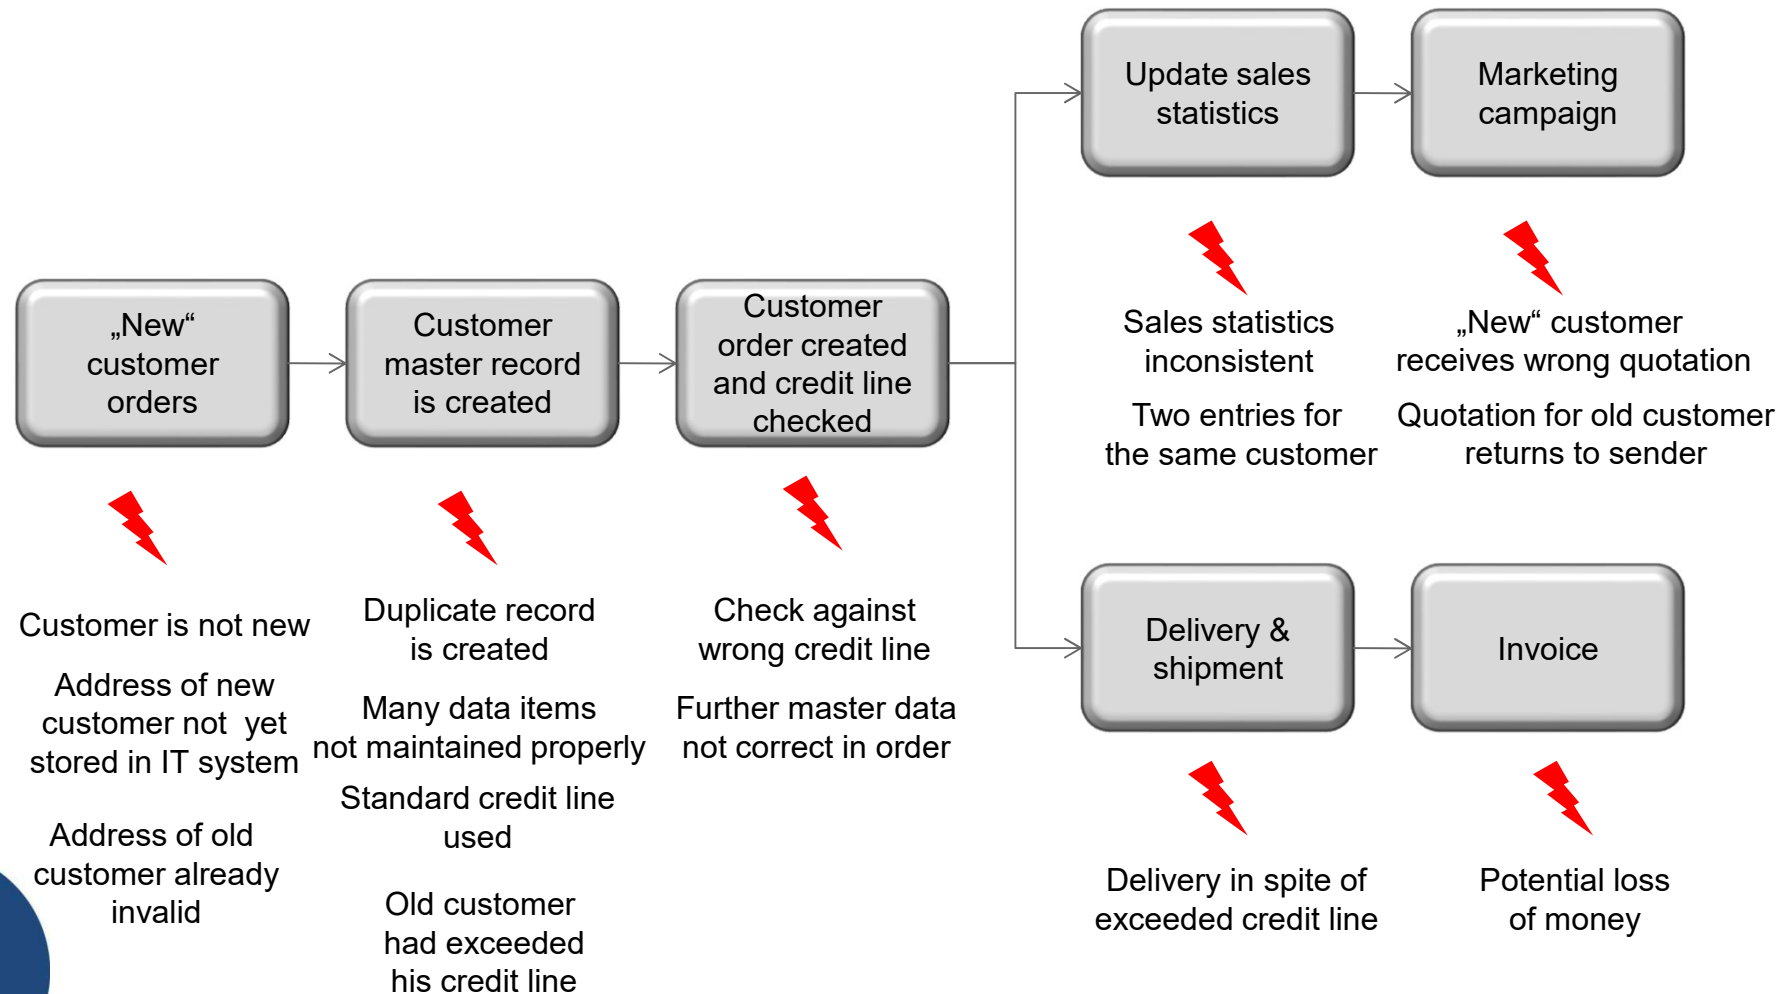 „New“
customer
orders
Customer
master record
is created
Customer
order created
and credit line
checked
Update sales
statistics
Marketing
campaign
Delivery &
shipment
Invoice
Customer is not new
Address of new
customer not  yet
stored in IT system
Address of old
customer already
invalid
Duplicate record
is created
Many data items
not maintained properly
Standard credit line
used
Old customer
had exceeded
his credit line
Check against
wrong credit line
Further master data
not correct in order
Sales statistics
inconsistent
Two entries for
the same customer
„New“ customer
receives wrong quotation
Quotation for old customer
returns to sender
Delivery in spite of
exceeded credit line
Potential loss
of money